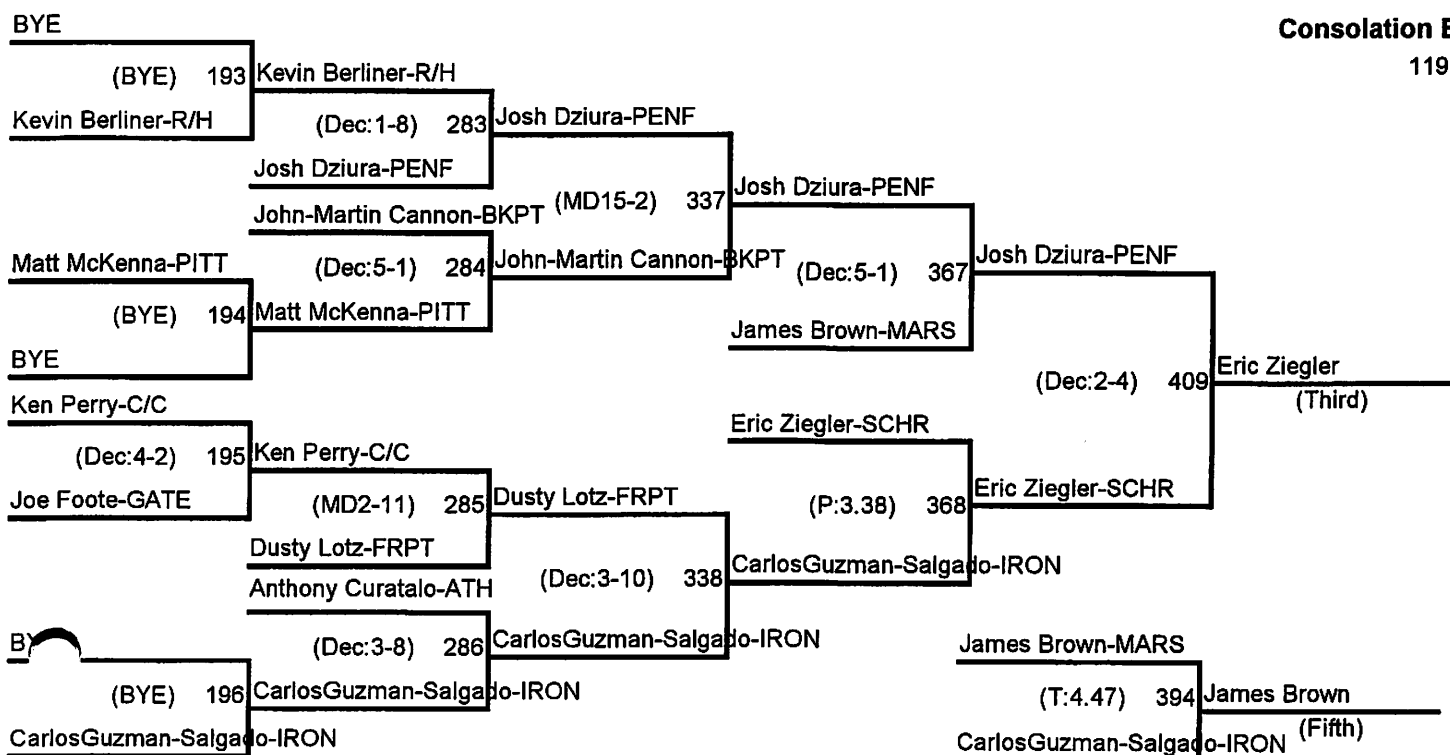 BYE
Consolation B
119
(BYE) 193 Kevin Berliner-R/H
Kevin Berliner-R/H
(Dec:1-8) 283 Josh Dziura-PENF
Josh Dziura-PENF
John-Martin Cannon-BKPT (MD15-2) 337 Josh Dziura-PENF
Matt McKenna-PITT
(Dec:5-1) 284 John-Martin Cannon-BKPT (Dec:5-1) 367 Josh Dziura-PENF
(BYE) 194 Matt McKenna-PITT
James Brown-MARS
BYE
(Dec:2-4) 409 Eric Ziegler
(Third)
Ken Perry-C/C
Eric Ziegler-SCHR
(Dec:4-2) 195 Ken Perry-C/C
Joe Foote-GATE
(MD2-11) 285 Dusty Lotz-FRPT
(P:3.38) 368 Eric Ziegler-SCHR
Dusty Lotz-FRPT
Anthony Curatalo-ATH (Dec:3-10) 338 CarlosGuzman-Salgado-IRON
(Dec:3-8) 286 CarlosGuzman-Salgado-IRON
James Brown-MARS
(BYE) 196 CarlosGuzman-Salgado-IRON
(T:4.47) 394 James Brown
(Fifth)
CarlosGuzman-Salgado-IRON
CarlosGuzman-Salgado-IRON